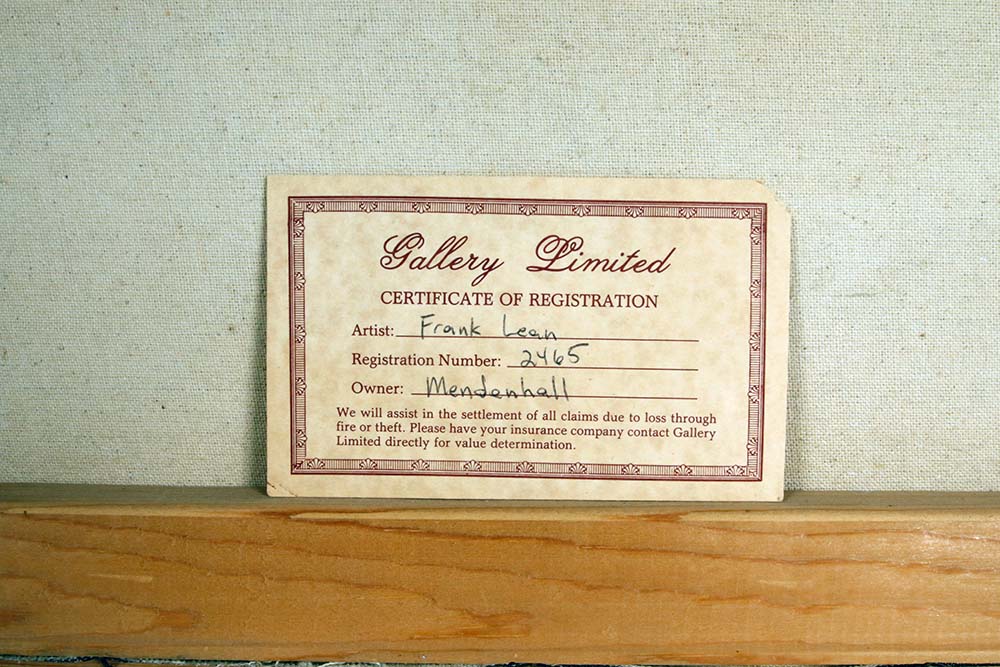 Gallery Limited
CERTIFICATE OF REGISTRATION
Artist: Frank Lean
Registration Number: 2465
Owner: Mendenhall
We will assist in the settlement of all claims due to loss through
fire or theft. Please have your insurance company contact Gallery
Limited directly for value determination.